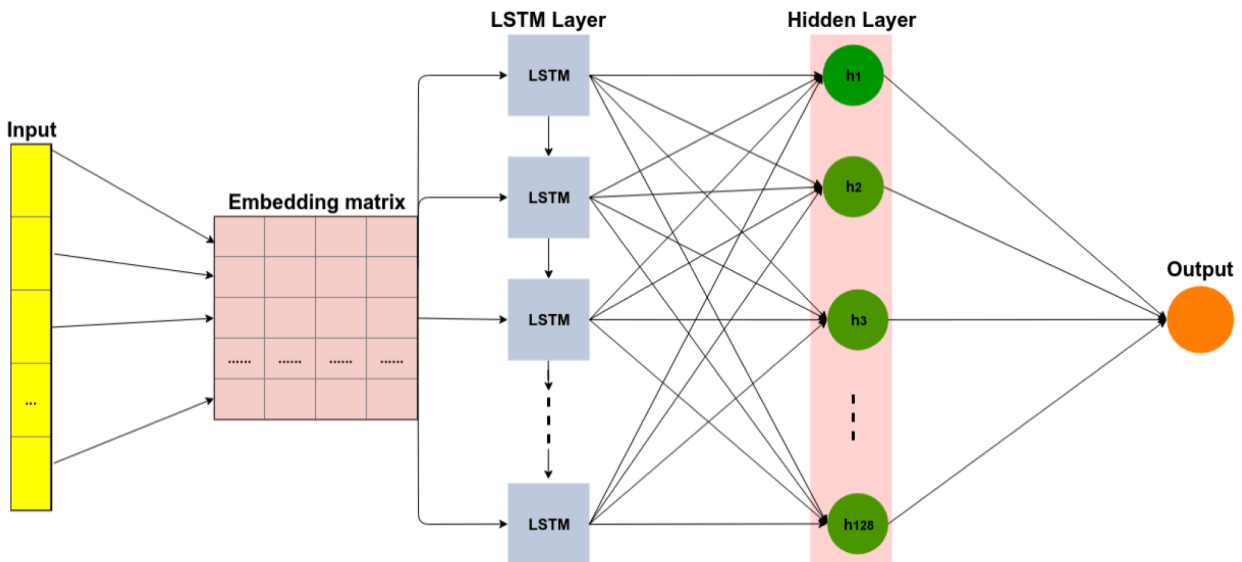 LSTM Layer
Hidden Layer
LSTM
h1
Input
Embedding matrix
LSTM
h2
Output
LSTM
h3
...... ...... ...... ......
...
LSTM
h128